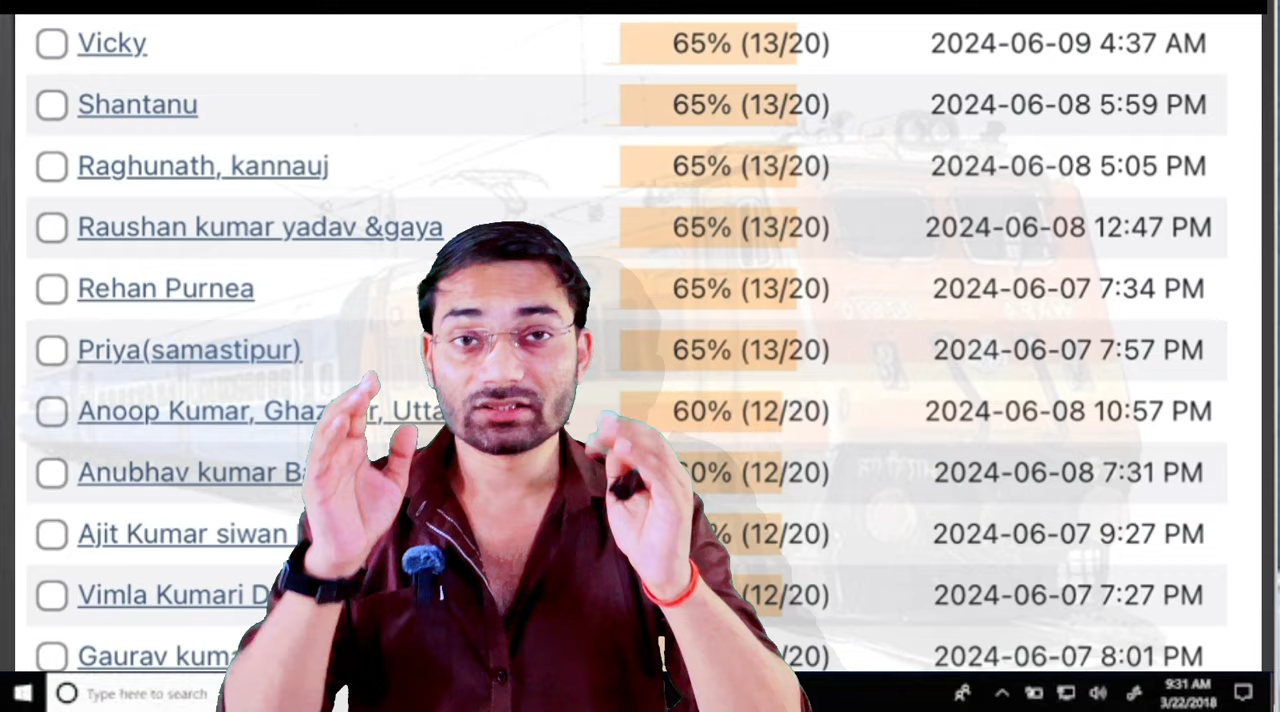 Vicky 65% (13/20) 2024-06-09 4:37 AM
Shantanu 65% (13/20) 2024-06-08 5:59 PM
Raghunath, kannauj 65% (13/20) 2024-06-08 5:05 PM
Raushan kumar yadav &gaya 65% (13/20) 2024-06-08 12:47 PM
Rehan Purnea 65% (13/20) 2024-06-07 7:34 PM
Priya(samastipur) 65% (13/20) 2024-06-07 7:57 PM
Anoop Kumar, 60% (12/20) 2024-06-08 10:57 PM
Anubhav kumar (12/20) 2024-06-08 7:31 PM
Ajit Kumar siwan (12/20) 2024-06-07 9:27 PM
Vimla Kumari (12/20) 2024-06-07 7:27 PM
Gaurav 2024-06-07 8:01 PM
Type here to search 9:31 AM
3/22/2018